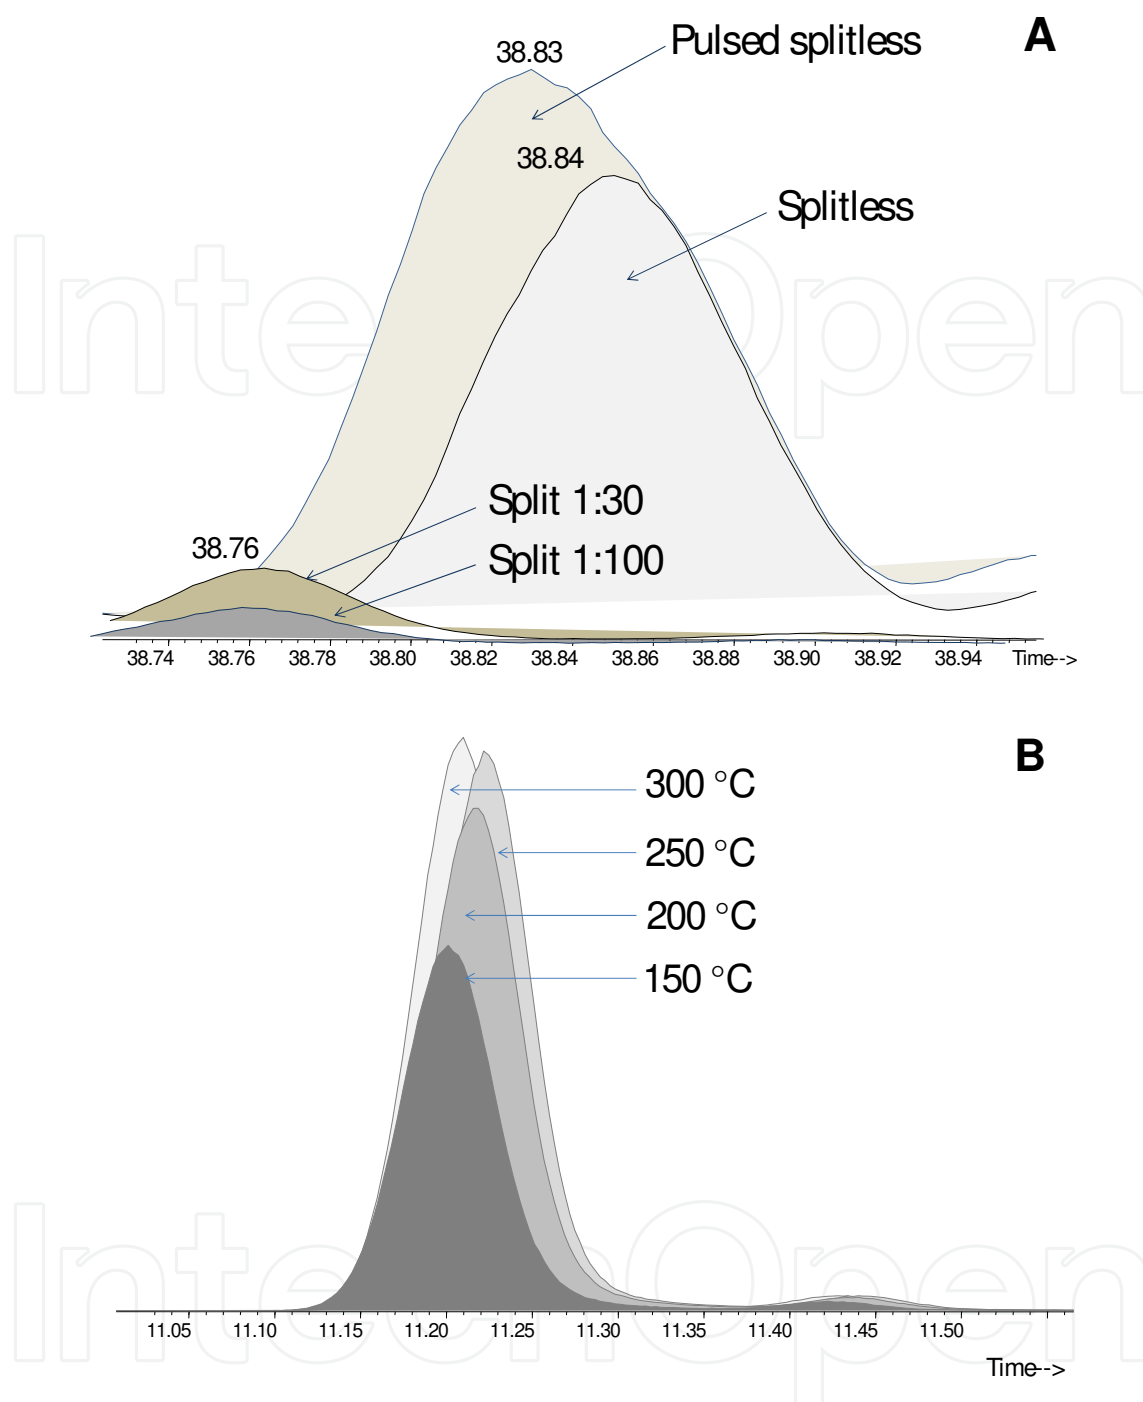 A
Pulsed splitless
38.83
38.84
Splitless
Split 1:30
Split 1:100
38.76
38.74 38.76 38.78 38.80 38.82 38.84 38.86 38.88 38.90 38.92 38.94 Time-->
IntechOpen
B
300 °C
250 °C
200 °C
150 °C
11.05 11.10 11.15 11.20 11.25 11.30 11.35 11.40 11.45 11.50
Time-->
IntechOpen